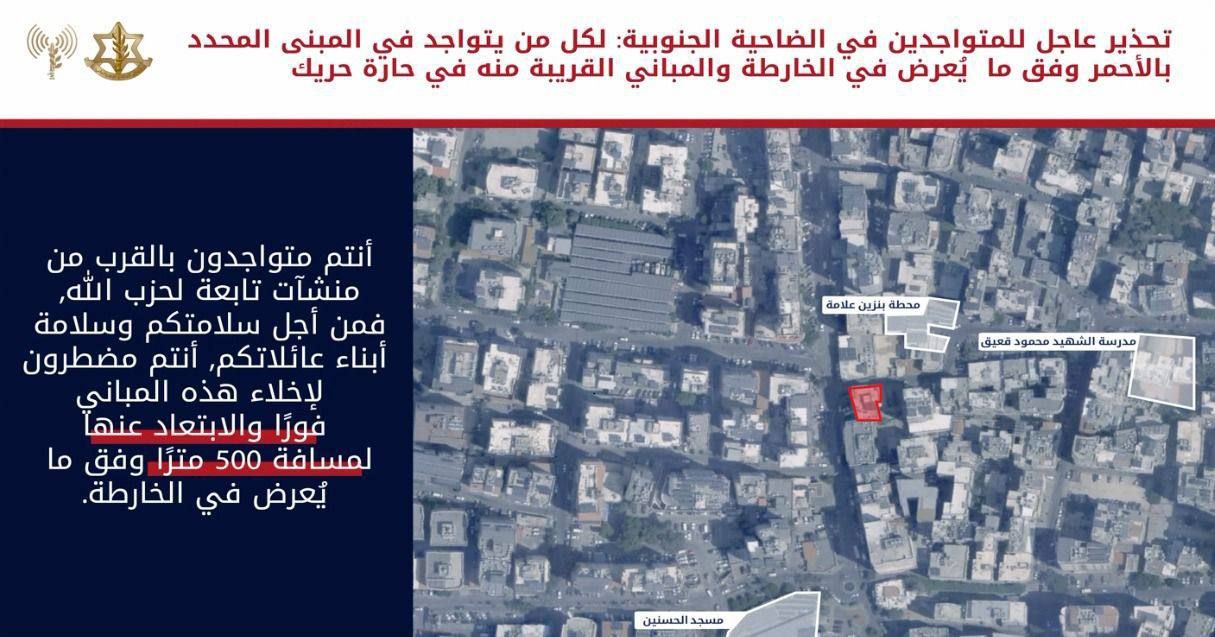 تحذير عاجل للمتواجدين في الضاحية الجنوبية: لكل من يتواجد في المبنى المحدد
بالأحمر وفق ما يُعرض في الخارطة والمباني القريبة منه في حارة حريك
أنتم متواجدون بالقرب من
منشآت تابعة لحزب الله,
فمن أجل سلامتكم وسلامة
أبناء عائلاتكم, أنتم مضطرون
لإخلاء هذه المباني
فورًا والابتعاد عنها
لمسافة 500 مترًا وفق ما
يُعرض في الخارطة.
محطة بنزين علامة
مدرسة الشهيد محمود قعيق
مسجد الحسنين